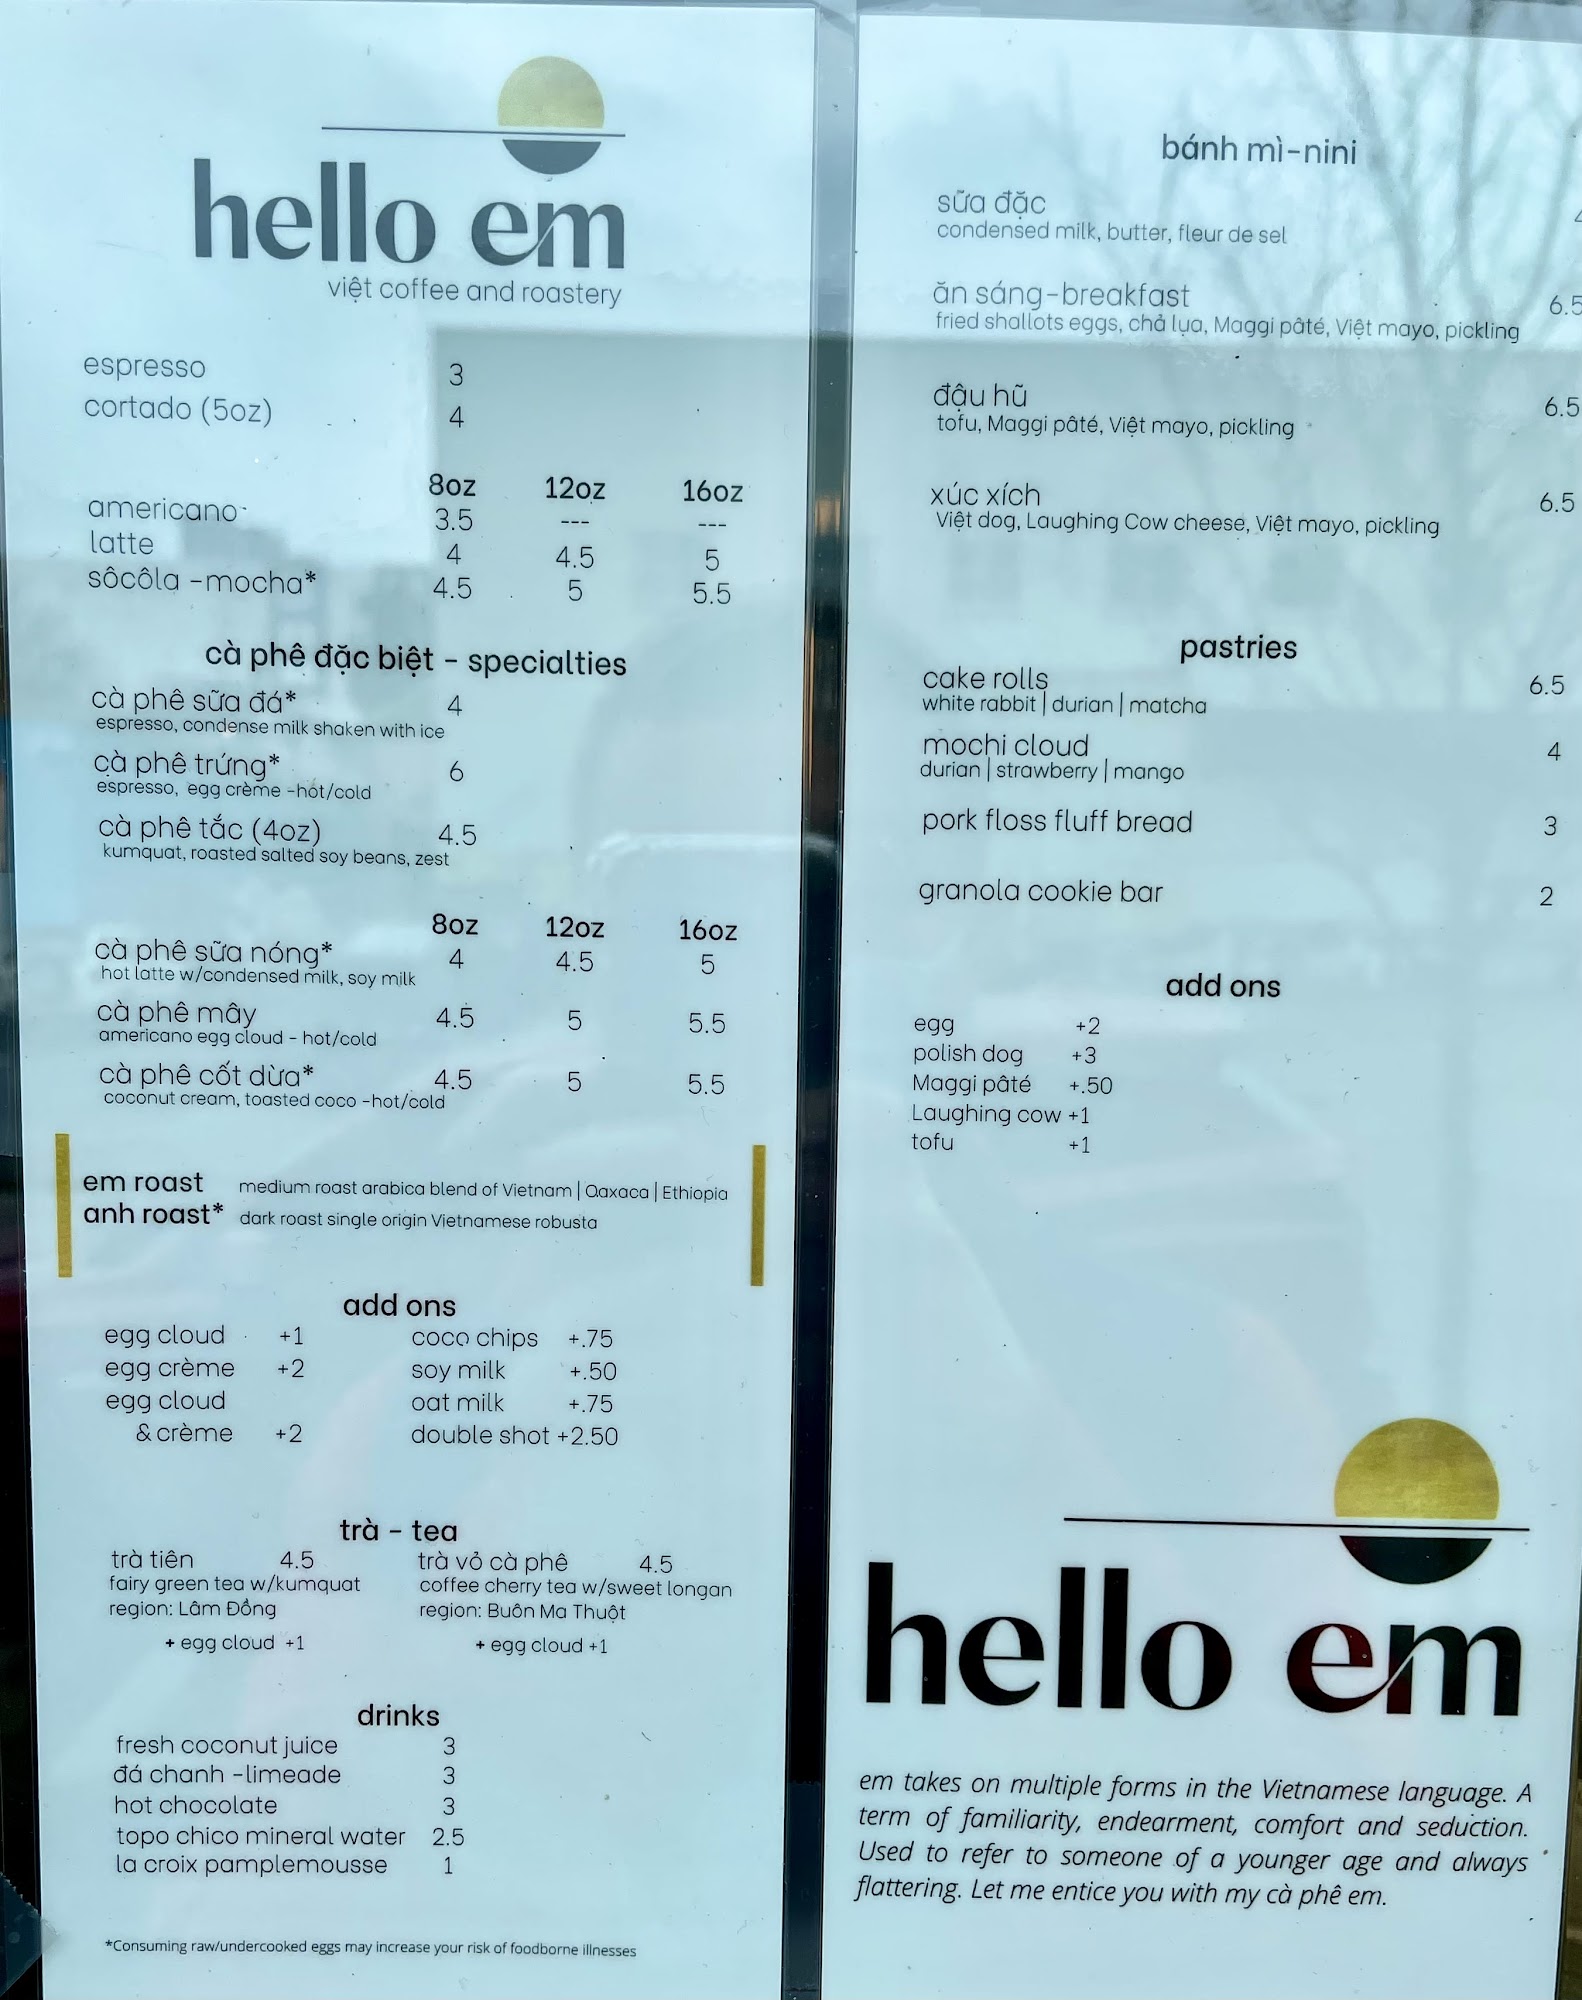 hello em
việt coffee and roastery
espresso 3
cortado (5oz) 4
8oz 12oz 16oz
americano 3.5 --- ---
latte 4 4.5 5
sôcôla -mocha* 4.5 5 5.5
cà phê đặc biệt - specialties
cà phê sữa đá* 4
espresso, condense milk shaken with ice
cà phê trứng* 6
espresso, egg crème -hót/cold
cà phê tắc (4oz) 4.5
kumquat, roasted salted soy beans, zest
8oz 12oz 16oz
cà phê sữa nóng* 4 4.5 5
hot latte w/condensed milk, soy milk
cà phê mây 4.5 5 5.5
americano egg cloud - hot/cold
cà phê cốt dừa* 4.5 5 5.5
coconut cream, toasted coco -hot/cold
em roast medium roast arabica blend of Vietnam | Oaxaca | Ethiopia
anh roast* dark roast single origin Vietnamese robusta
add ons
egg cloud +1 coco chips +.75
egg crème +2 soy milk +.50
egg cloud oat milk +.75
& crème +2 double shot +2.50
trà - tea
trà tiên 4.5 trà vỏ cà phê 4.5
fairy green tea w/kumquat coffee cherry tea w/sweet longan
region: Lâm Đồng region: Buôn Ma Thuột
+ egg cloud +1 + egg cloud +1
drinks
fresh coconut juice 3
đá chanh -limeade 3
hot chocolate 3
topo chico mineral water 2.5
la croix pamplemousse 1
*Consuming raw/undercooked eggs may increase your risk of foodborne illnesses
bánh mì-nini
sữa đặc
condensed milk, butter, fleur de sel
ăn sáng-breakfast 6.5
fried shallots eggs, chả lụa, Maggi pâté, Việt mayo, pickling
đậu hũ 6.5
tofu, Maggi pâté, Việt mayo, pickling
xúc xích 6.5
Việt dog, Laughing Cow cheese, Việt mayo, pickling
pastries
cake rolls 6.5
white rabbit | durian | matcha
mochi cloud 4
durian | strawberry | mango
pork floss fluff bread 3
granola cookie bar 2
add ons
egg +2
polish dog +3
Maggi pâté +.50
Laughing cow +1
tofu +1
hello em
em takes on multiple forms in the Vietnamese language. A
term of familiarity, endearment, comfort and seduction.
Used to refer to someone of a younger age and always
flattering. Let me entice you with my cà phê em.